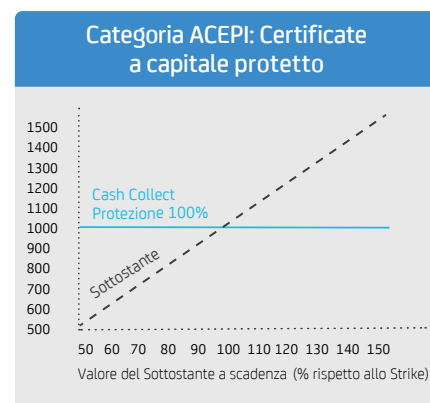 Categoria ACEPI: Certificate
a capitale protetto
1500
1400
1300
1200
1100
1000
900
800
700
600
500
Cash Collect
Protezione 100%
Sottostante
50 60 70 80 90 100 110 120 130 140 150
Valore del Sottostante a scadenza (% rispetto allo Strike)